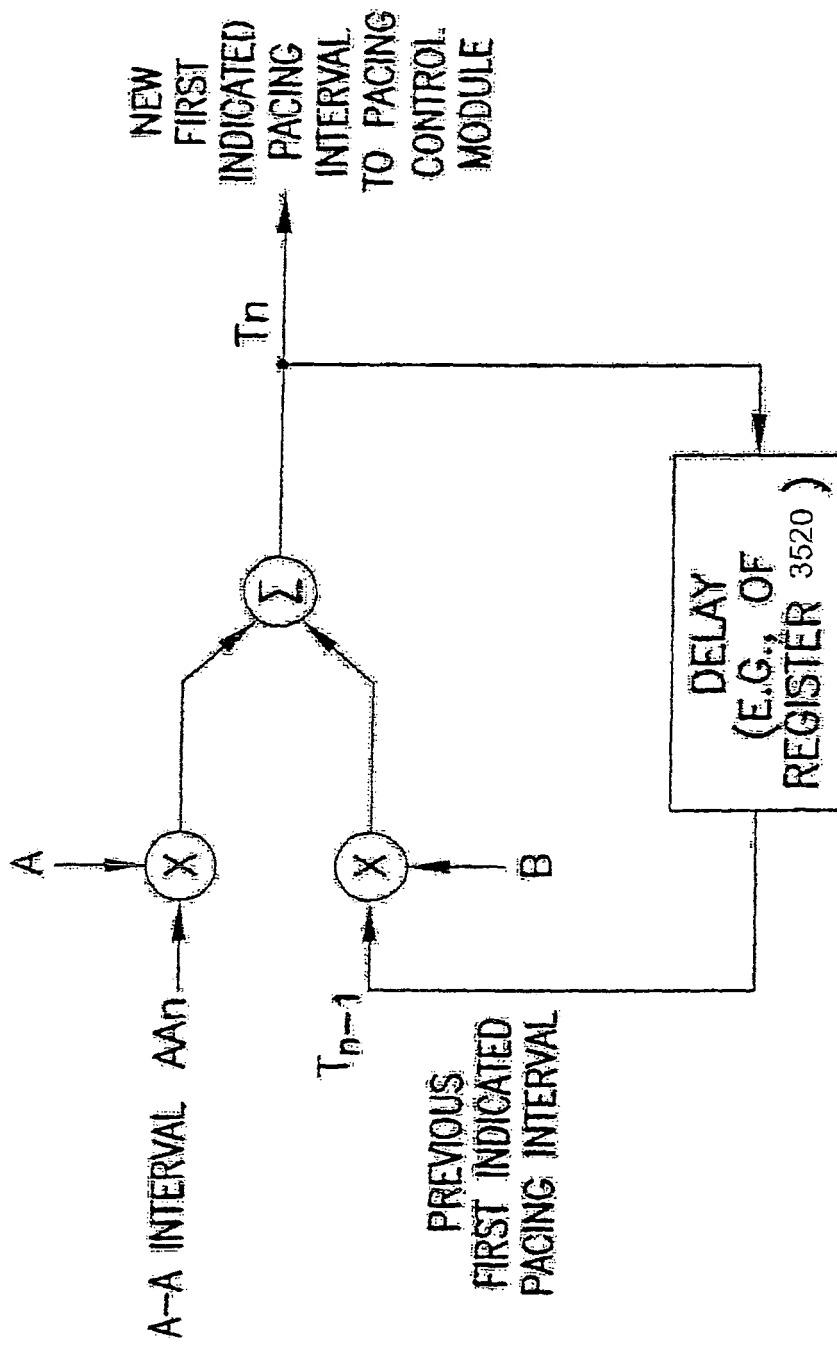 A
A-A INTERVAL AAn
X
Tn-1
X
B
PREVIOUS
FIRST INDICATED
PACING INTERVAL
Σ
Tn
NEW
FIRST
INDICATED
PACING
INTERVAL
TO PACING
CONTROL
MODULE
DELAY
(E.G., OF
REGISTER 3520)